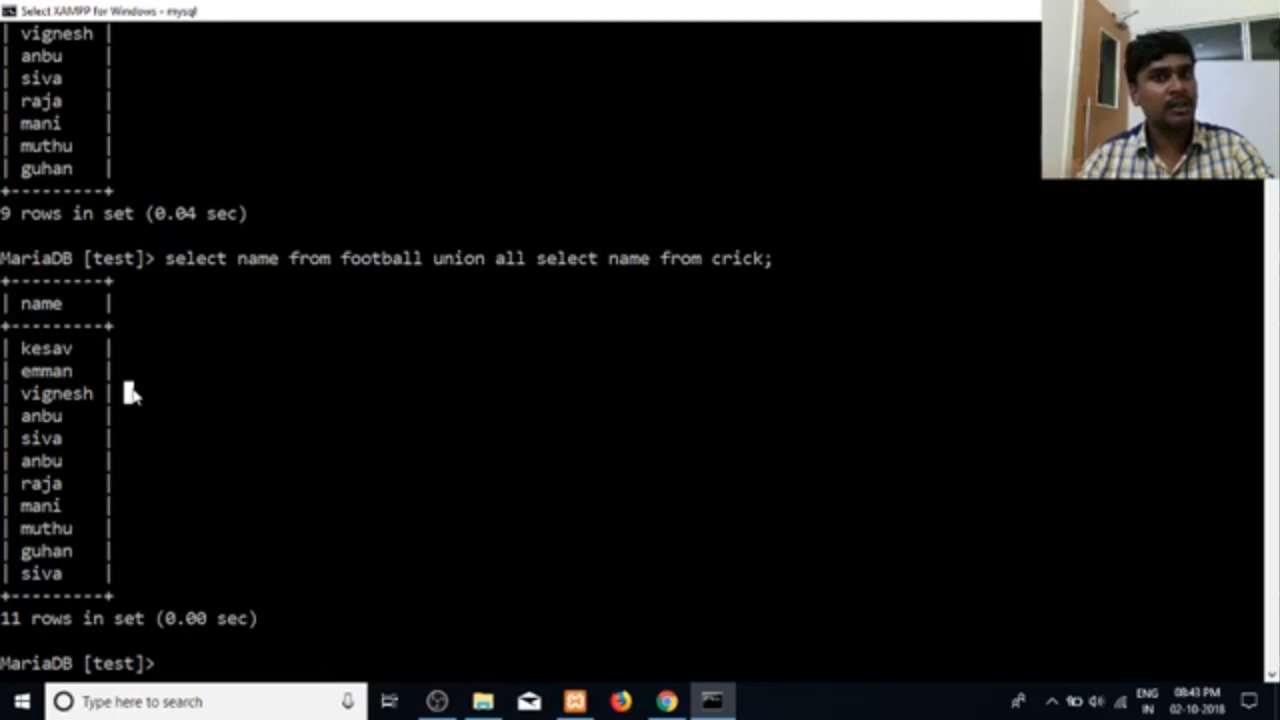 Select XAMPP for Windows - mysql
| vignesh |
| anbu |
| siva |
| raja |
| mani |
| muthu |
| guhan |
+---------+
9 rows in set (0.04 sec)
MariaDB [test]> select name from football union all select name from crick;
+---------+
| name |
+---------+
| kesav |
| emman |
| vignesh |
| anbu |
| siva |
| anbu |
| raja |
| mani |
| muthu |
| guhan |
| siva |
+---------+
11 rows in set (0.00 sec)
MariaDB [test]>
Type here to search
ENG
IN
08:43 PM
02-10-2018